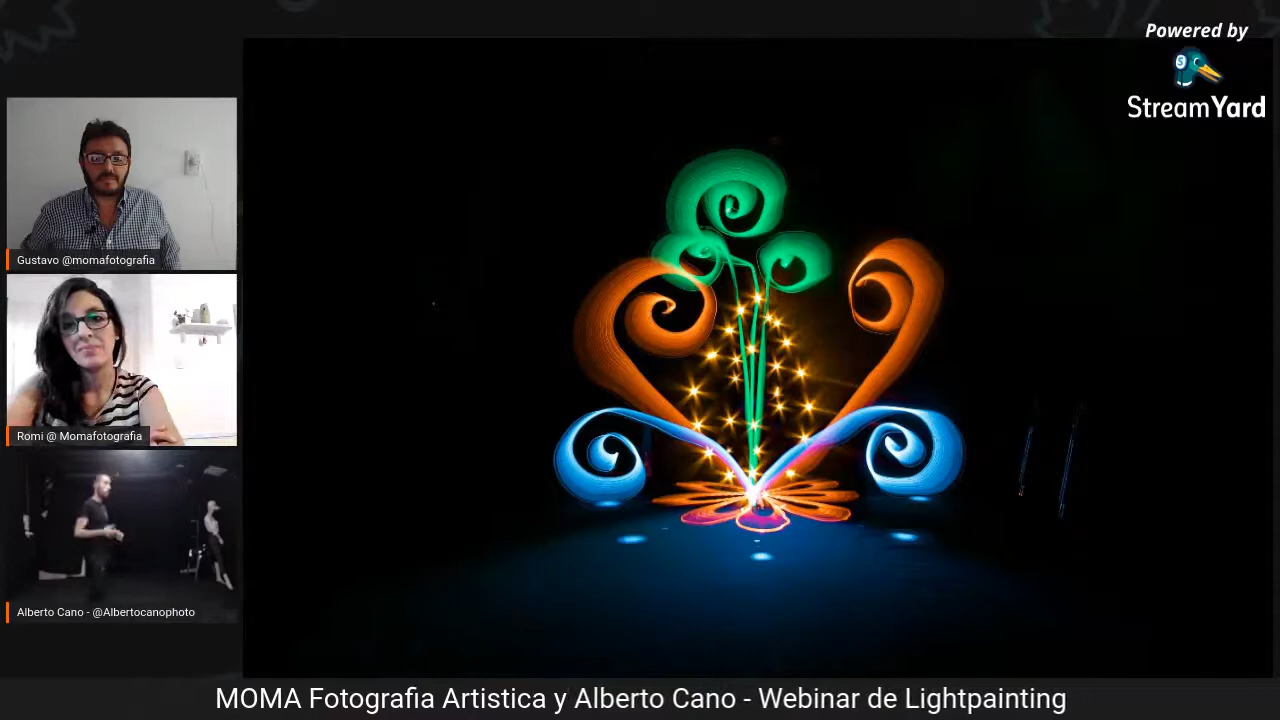 Powered by
StreamYard
Gustavo @momafotografia
Romi @ Momafotografia
Alberto Cano - @Albertocanophoto
MOMA Fotografia Artistica y Alberto Cano - Webinar de Lightpainting